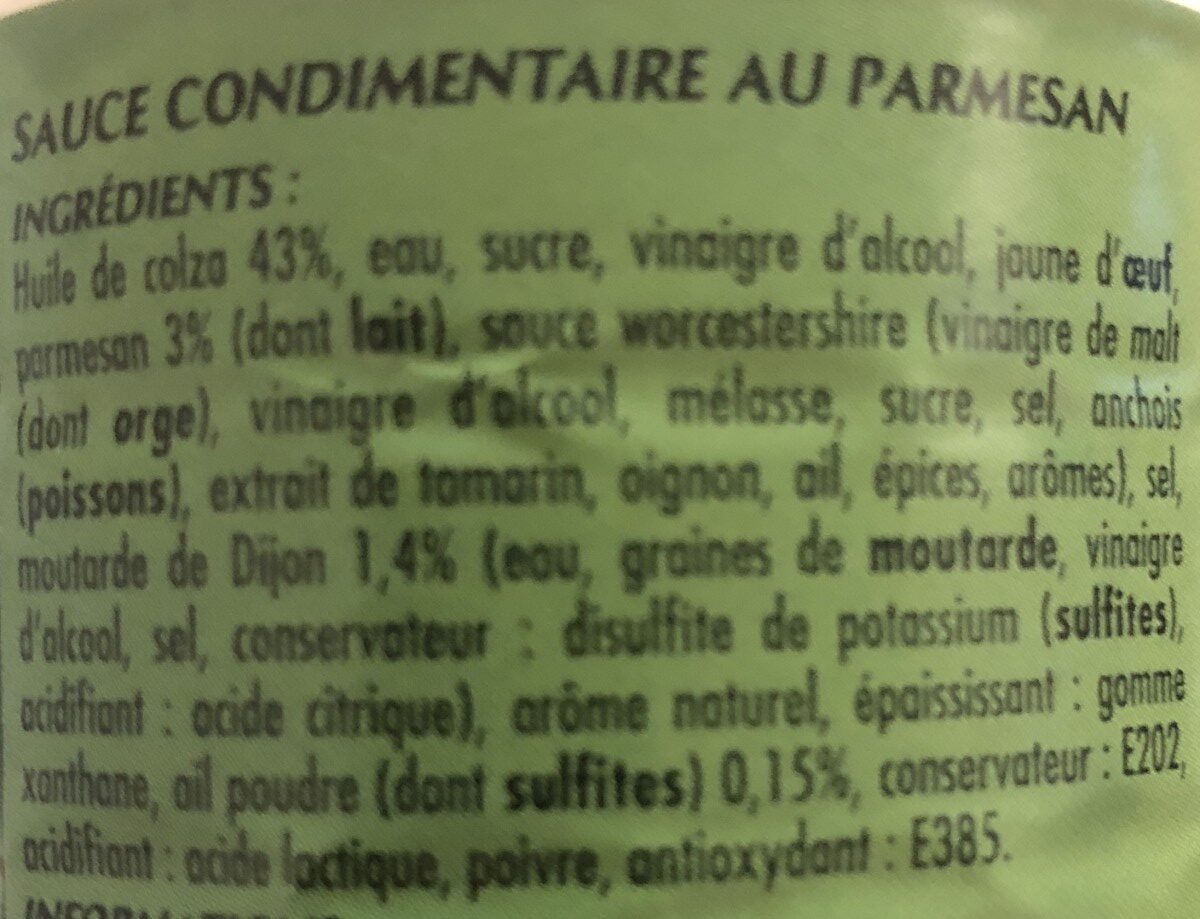 SAUCE CONDIMENTAIRE AU PARMESAN
INGRÉDIENTS :
Huile de colza 43%, eau, sucre, vinaigre d'alcool, jaune d'œuf,
parmesan 3% (dont lait), sauce worcestershire (vinaigre de malt
(dont orge), vinaigre d'alcool, mélasse, sucre, sel, anchois
(poissons), extrait de tamarin, oignon, ail, épices, arômes), sel,
moutarde de Dijon 1,4% (eau, graines de moutarde, vinaigre
d'alcool, sel, conservateur : disulfite de potassium (sulfites),
acidifiant : acide citrique), arôme naturel, épaississant : gomme
xanthane, ail poudre (dont sulfites) 0,15%, conservateur : E202,
acidifiant : acide lactique, poivre, antioxydant : E385.